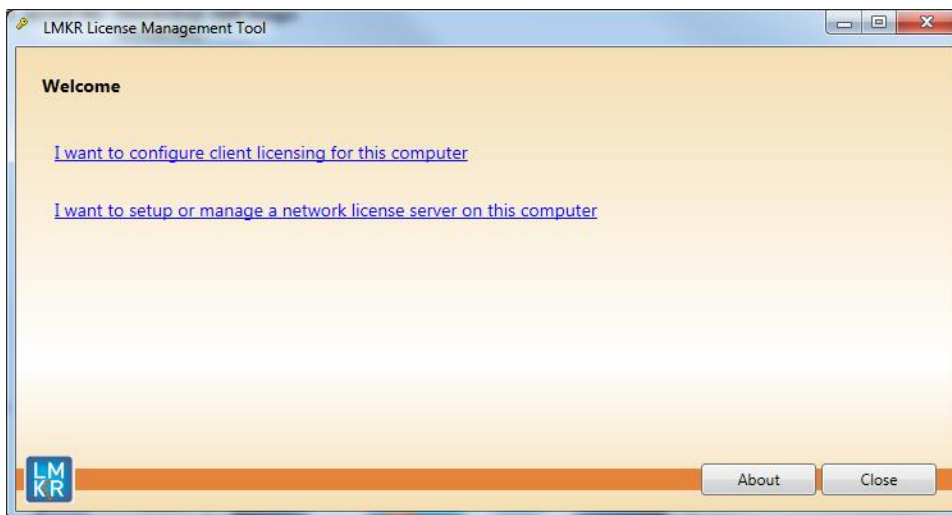 LMKR License Management Tool
Welcome
I want to configure client licensing for this computer
I want to setup or manage a network license server on this computer
LM
KR
About
Close